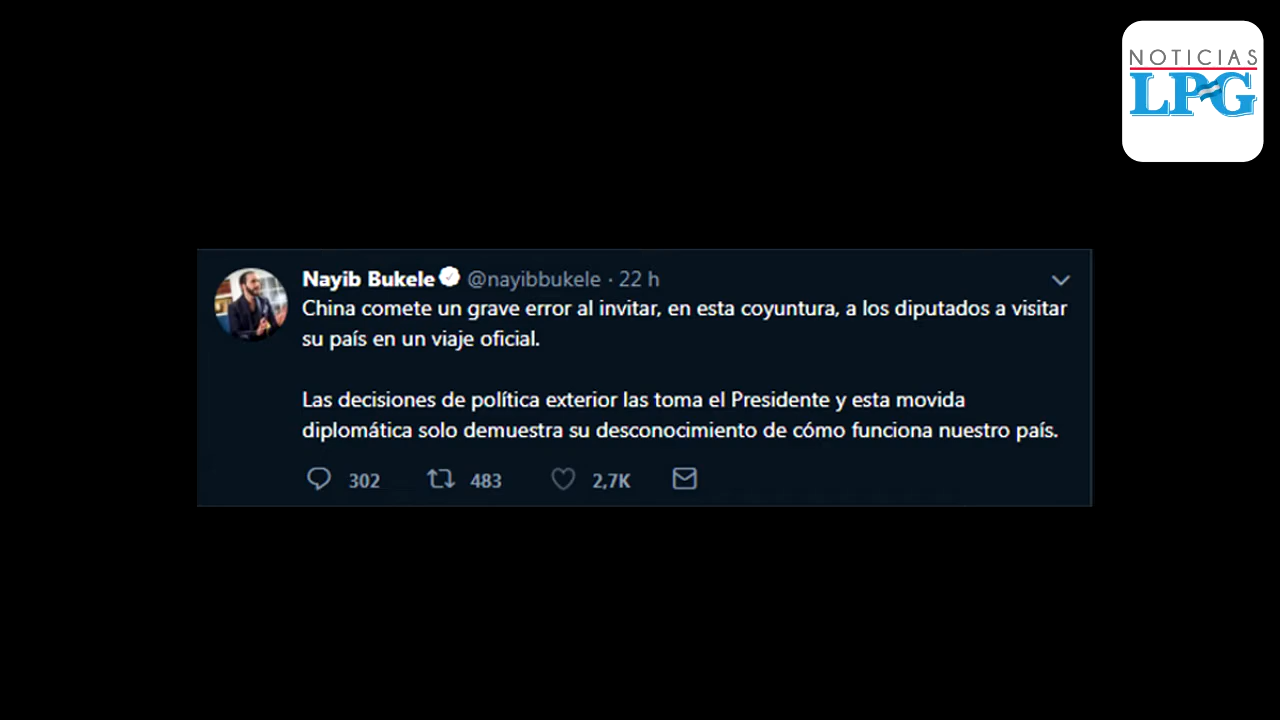 NOTICIAS
LPG
Nayib Bukele @nayibbukele · 22 h
China comete un grave error al invitar, en esta coyuntura, a los diputados a visitar
su país en un viaje oficial.
Las decisiones de política exterior las toma el Presidente y esta movida
diplomática solo demuestra su desconocimiento de cómo funciona nuestro país.
302 483 2,7K